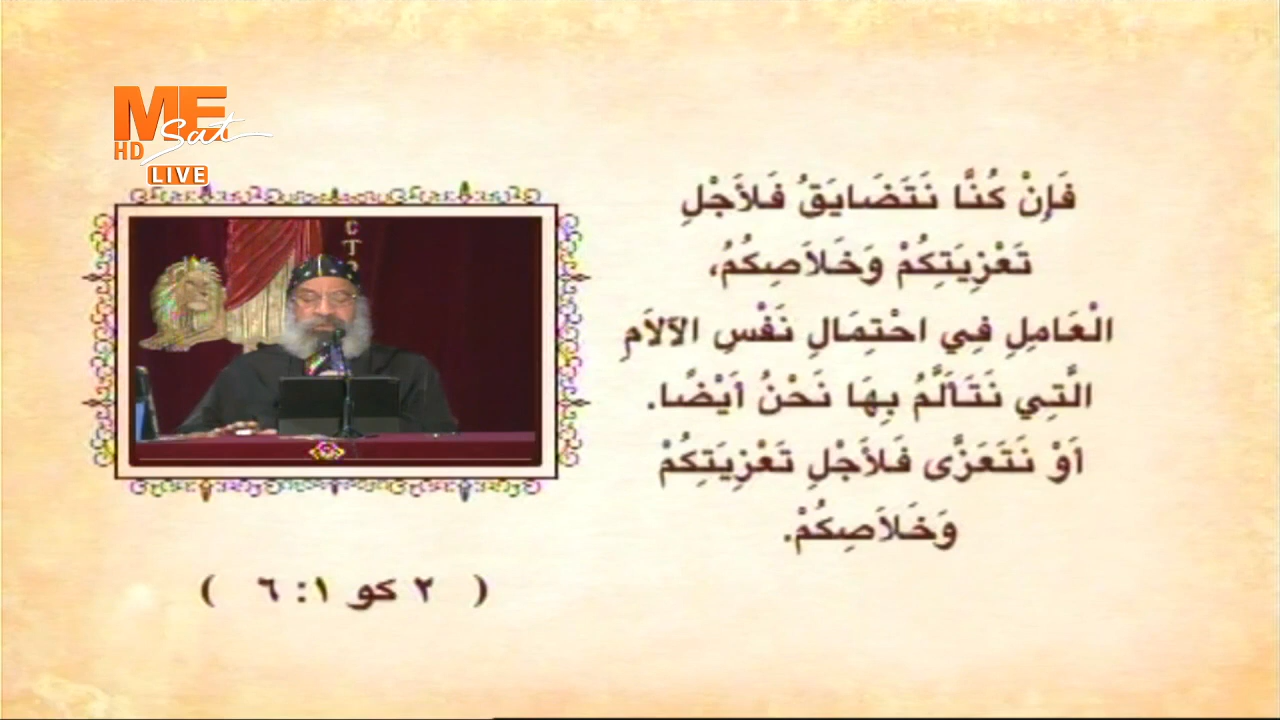 ME
Sat
HD
LIVE
C
T
فَإِنْ كُنَّا نَتَضَايَقُ فَلأَجْلِ
تَعْزِيَتِكُمْ وَخَلاَصِكُمُ،
الْعَامِلِ فِي احْتِمَالِ نَفْسِ الآلاَمِ
الَّتِي نَتَأَلَّمُ بِهَا نَحْنُ أَيْضًا.
أَوْ نَتَعَزَّى فَلأَجْلِ تَعْزِيَتِكُمْ
وَخَلاَصِكُمْ.
( ٢ كو ١: ٦ )